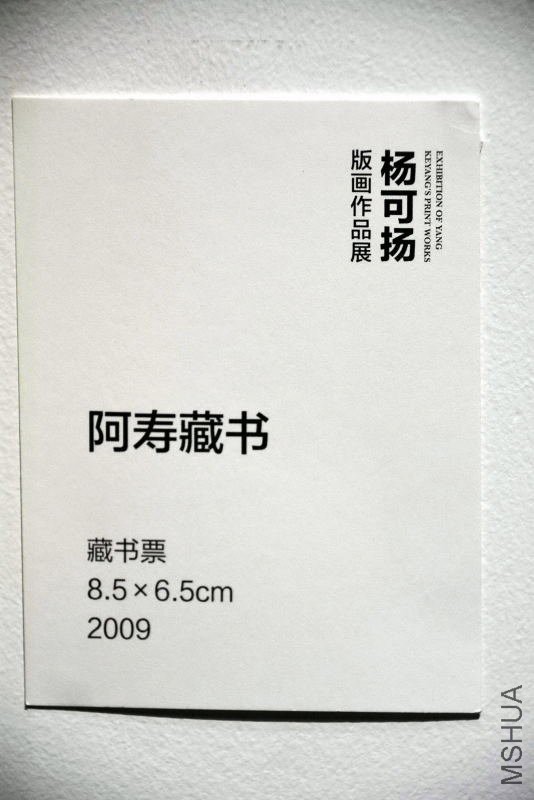 EXHIBITION OF YANG
KEYANG'S PRINT WORKS
杨可扬
版画作品展
阿寿藏书
藏书票
8.5×6.5cm
2009
MSHUA